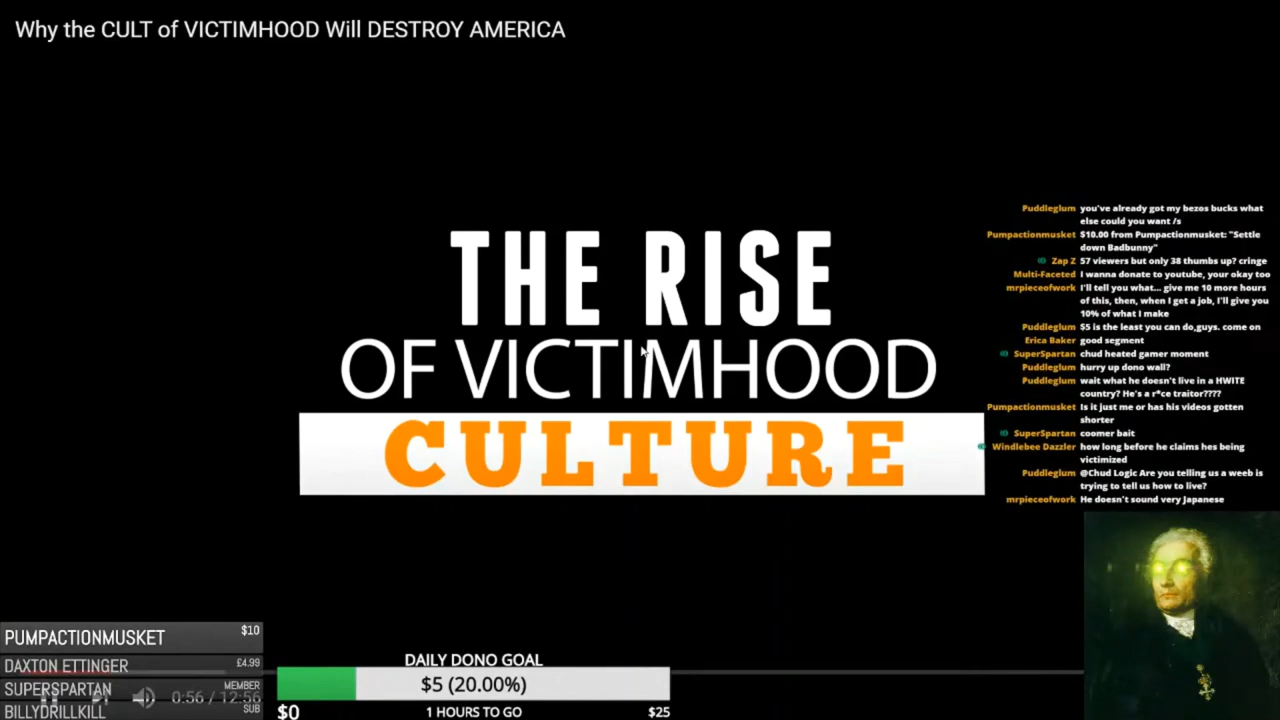 Why the CULT of VICTIMHOOD Will DESTROY AMERICA
THE RISE
OF VICTIMHOOD
CULTURE
Puddleglum you've already got my bezos bucks what
else could you want /s
Pumpactionmusket $10.00 from Pumpactionmusket: "Settle
down Badbunny"
Zap Z 57 viewers but only 38 thumbs up? cringe
Multi-Faceted I wanna donate to youtube, your okay too
mrpieceofwork I'll tell you what... give me 10 more hours
of this, then, when I get a job, I'll give you
10% of what I make
Puddleglum $5 is the least you can do,guys. come on
Erica Baker good segment
SuperSpartan chud heated gamer moment
Puddleglum hurry up dono wall?
Puddleglum wait what he doesn't live in a HWITE
country? He's a r*ce traitor????
Pumpactionmusket Is it just me or has his videos gotten
shorter
SuperSpartan coomer bait
Windlebee Dazzler how long before he claims hes being
victimized
Puddleglum @Chud Logic Are you telling us a weeb is
trying to tell us how to live?
mrpieceofwork He doesn't sound very Japanese
PUMPACTIONMUSKET $10
DAXTON ETTINGER £4.99
SUPERSPARTAN MEMBER
BILLYDRILLKILL SUB
0:56 / 12:56
DAILY DONO GOAL
$5 (20.00%)
$0 1 HOURS TO GO $25